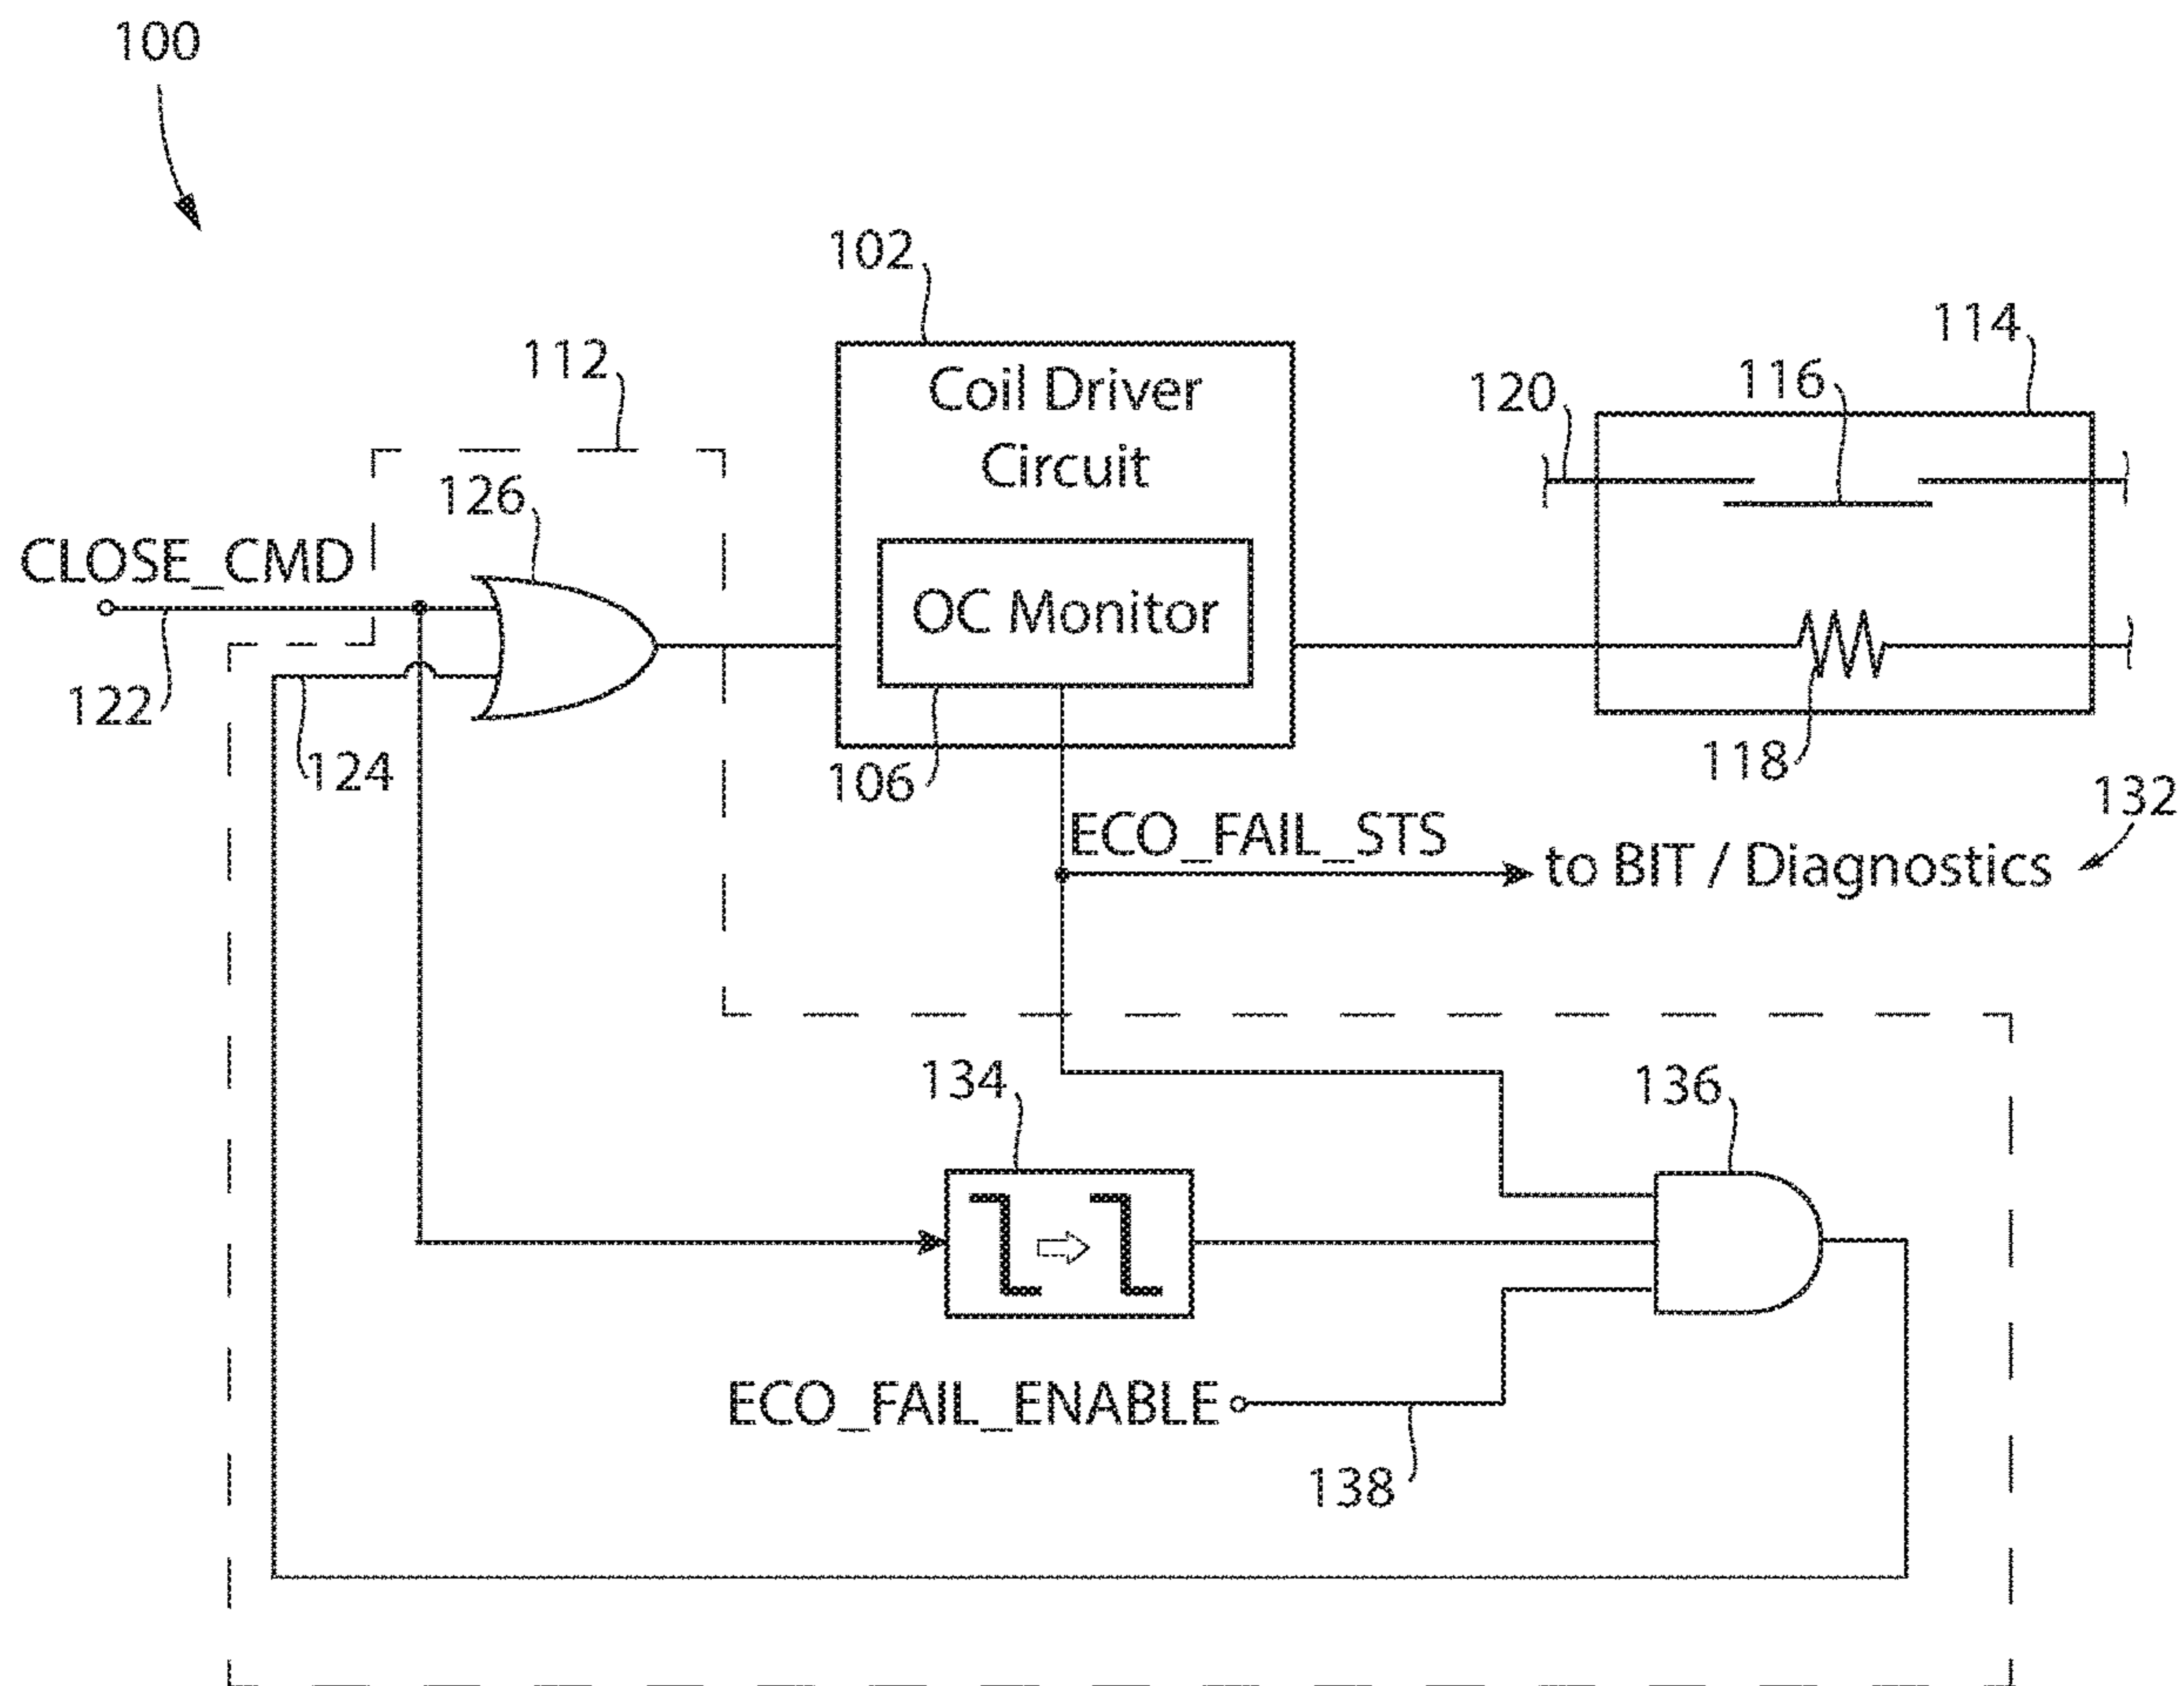 100
102
114
112
116
120
Coil Driver
Circuit
126
CLOSE_CMD
OC Monitor
122
124
106
118
132
ECO_FAIL_STS
to BIT / Diagnostics
134
136
ECO_FAIL_ENABLE
138